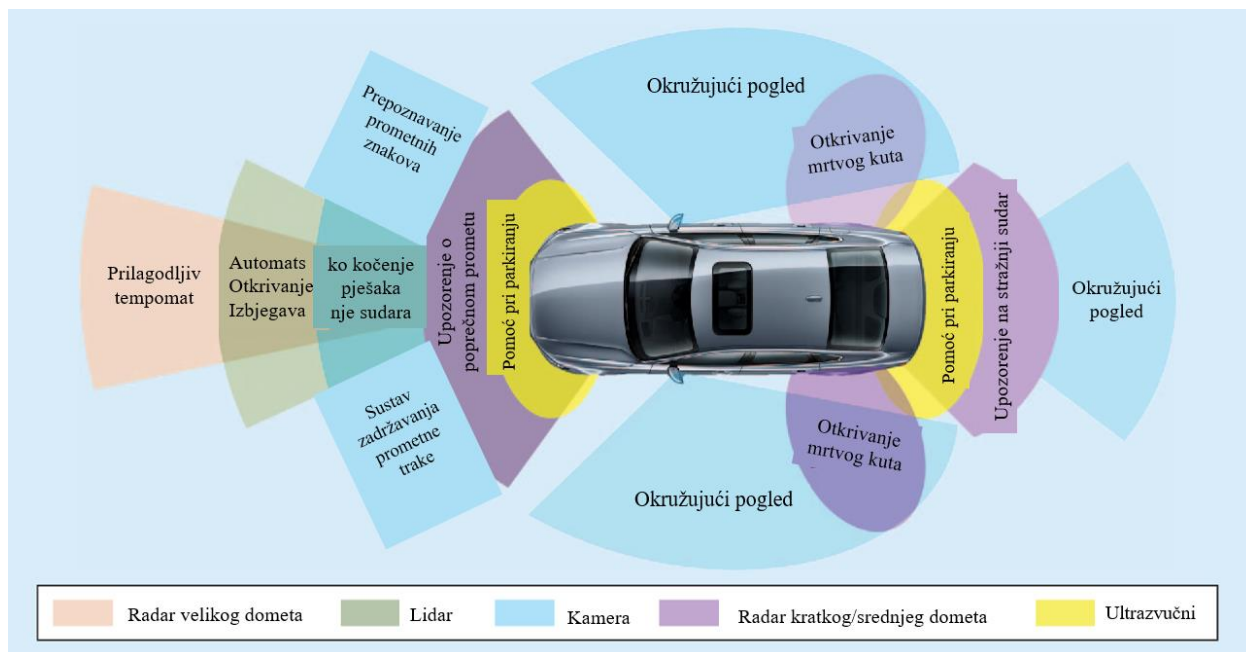 Okružujući pogled
Prepoznavanje
prometnih
znakova
Otkrivanje
mrtvog kuta
Prilagodljiv
tempomat
Automats
Otkrivanje
Izbjegava
ko kočenje
pješaka
nje sudara
Upozorenje o
poprečnom prometu
Pomoć pri parkiranju
Pomoć pri parkiranju
Upozorenje na stražnji sudar
Okružujući
pogled
Sustav
zadržavanja
prometne
trake
Otkrivanje
mrtvog kuta
Okružujući pogled
Radar velikog dometa
Lidar
Kamera
Radar kratkog/srednjeg dometa
Ultrazvučni